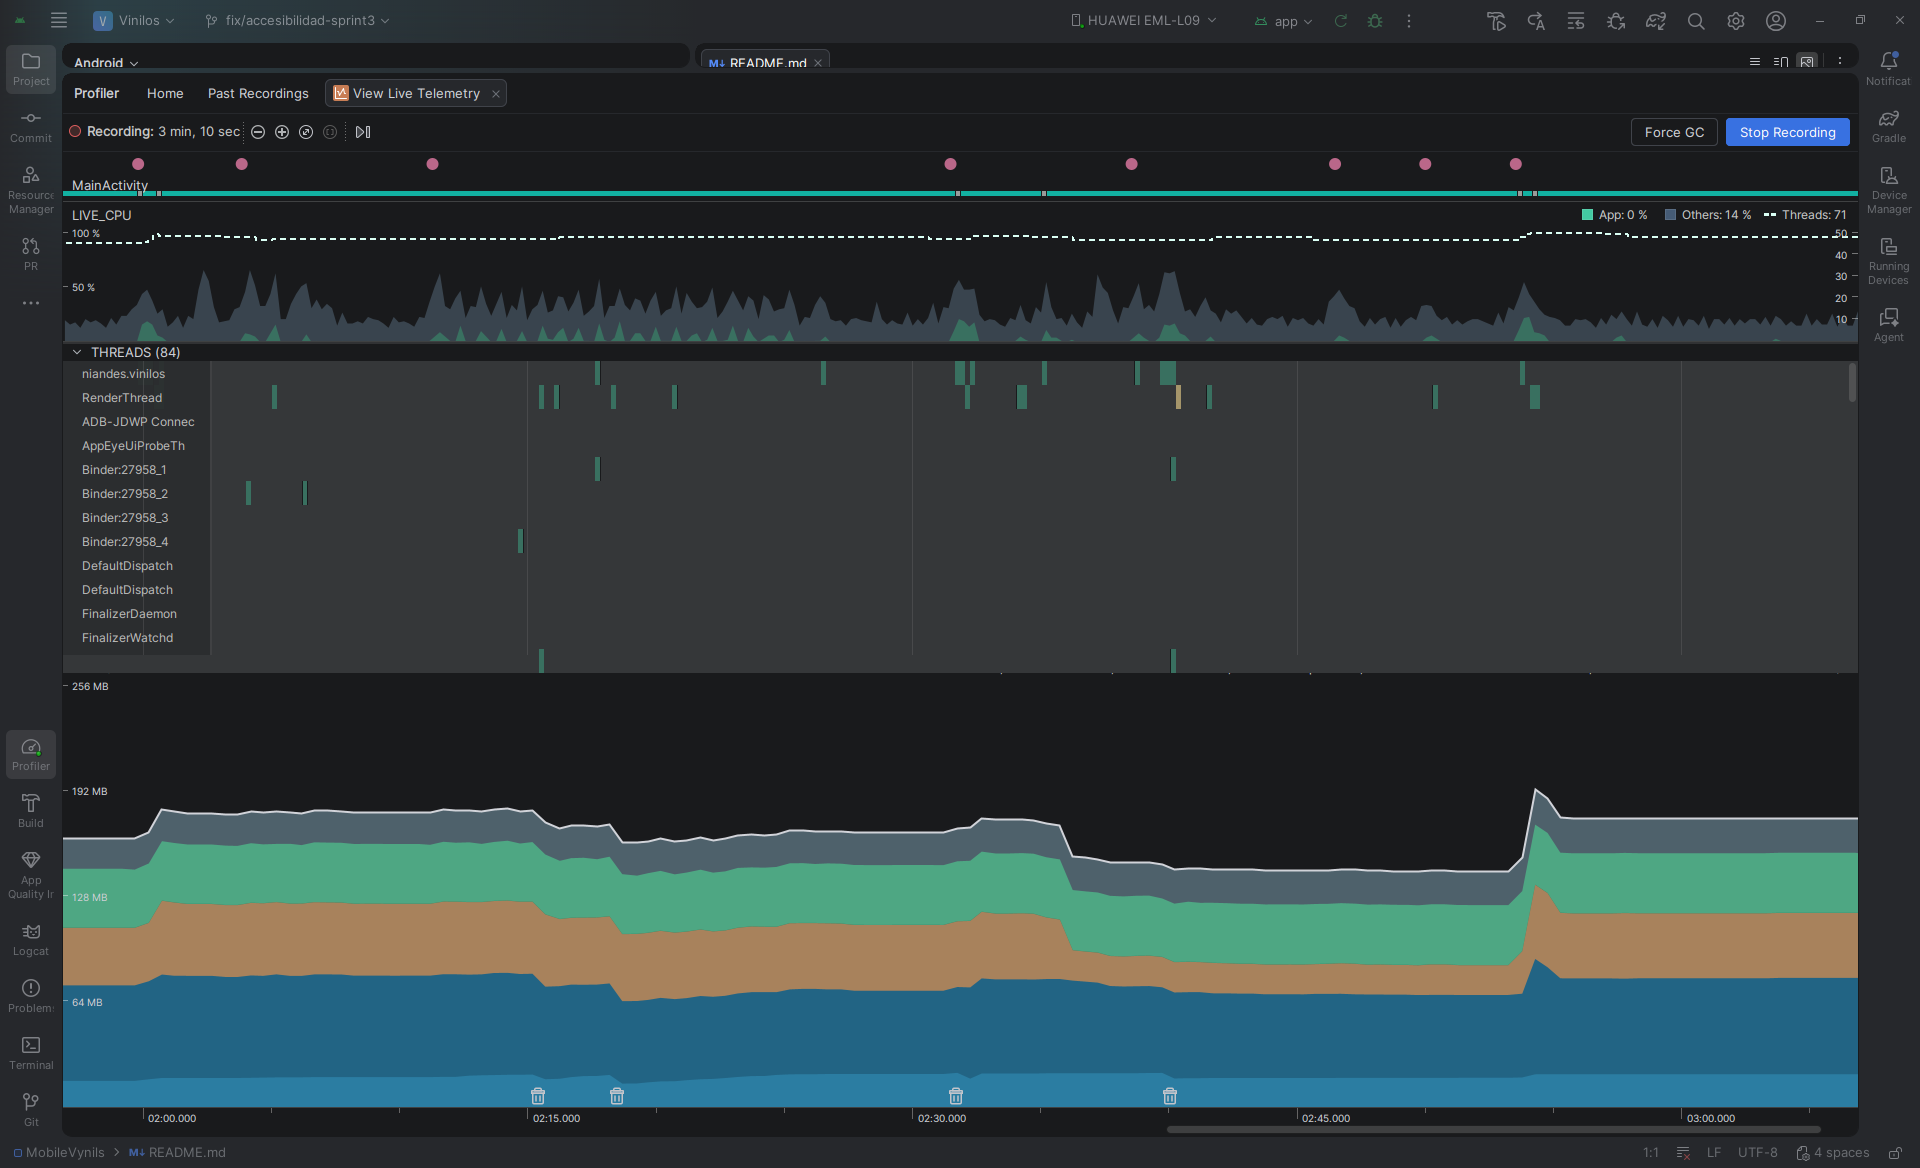 V Vinilos fix/accesibilidad-sprint3 HUAWEI EML-L09 app
Android README.md
Project
Commit
Resource
Manager
PR
Profiler Home Past Recordings View Live Telemetry
Recording: 3 min, 10 sec Force GC Stop Recording
MainActivity
LIVE_CPU App: 0 % Others: 14 % Threads: 71
100 % 50
40
50 % 30
20
10
THREADS (84)
niandes.vinilos
RenderThread
ADB-JDWP Connec
AppEyeUiProbeTh
Binder:27958_1
Binder:27958_2
Binder:27958_3
Binder:27958_4
DefaultDispatch
DefaultDispatch
FinalizerDaemon
FinalizerWatchd
256 MB
192 MB
128 MB
64 MB
02:00.000 02:15.000 02:30.000 02:45.000 03:00.000
Profiler
Build
App
Quality Ir
Logcat
Problem
Terminal
Git
Notificat
Gradle
Device
Manager
Running
Devices
Agent
MobileVynils M↓ README.md 1:1 LF UTF-8 4 spaces